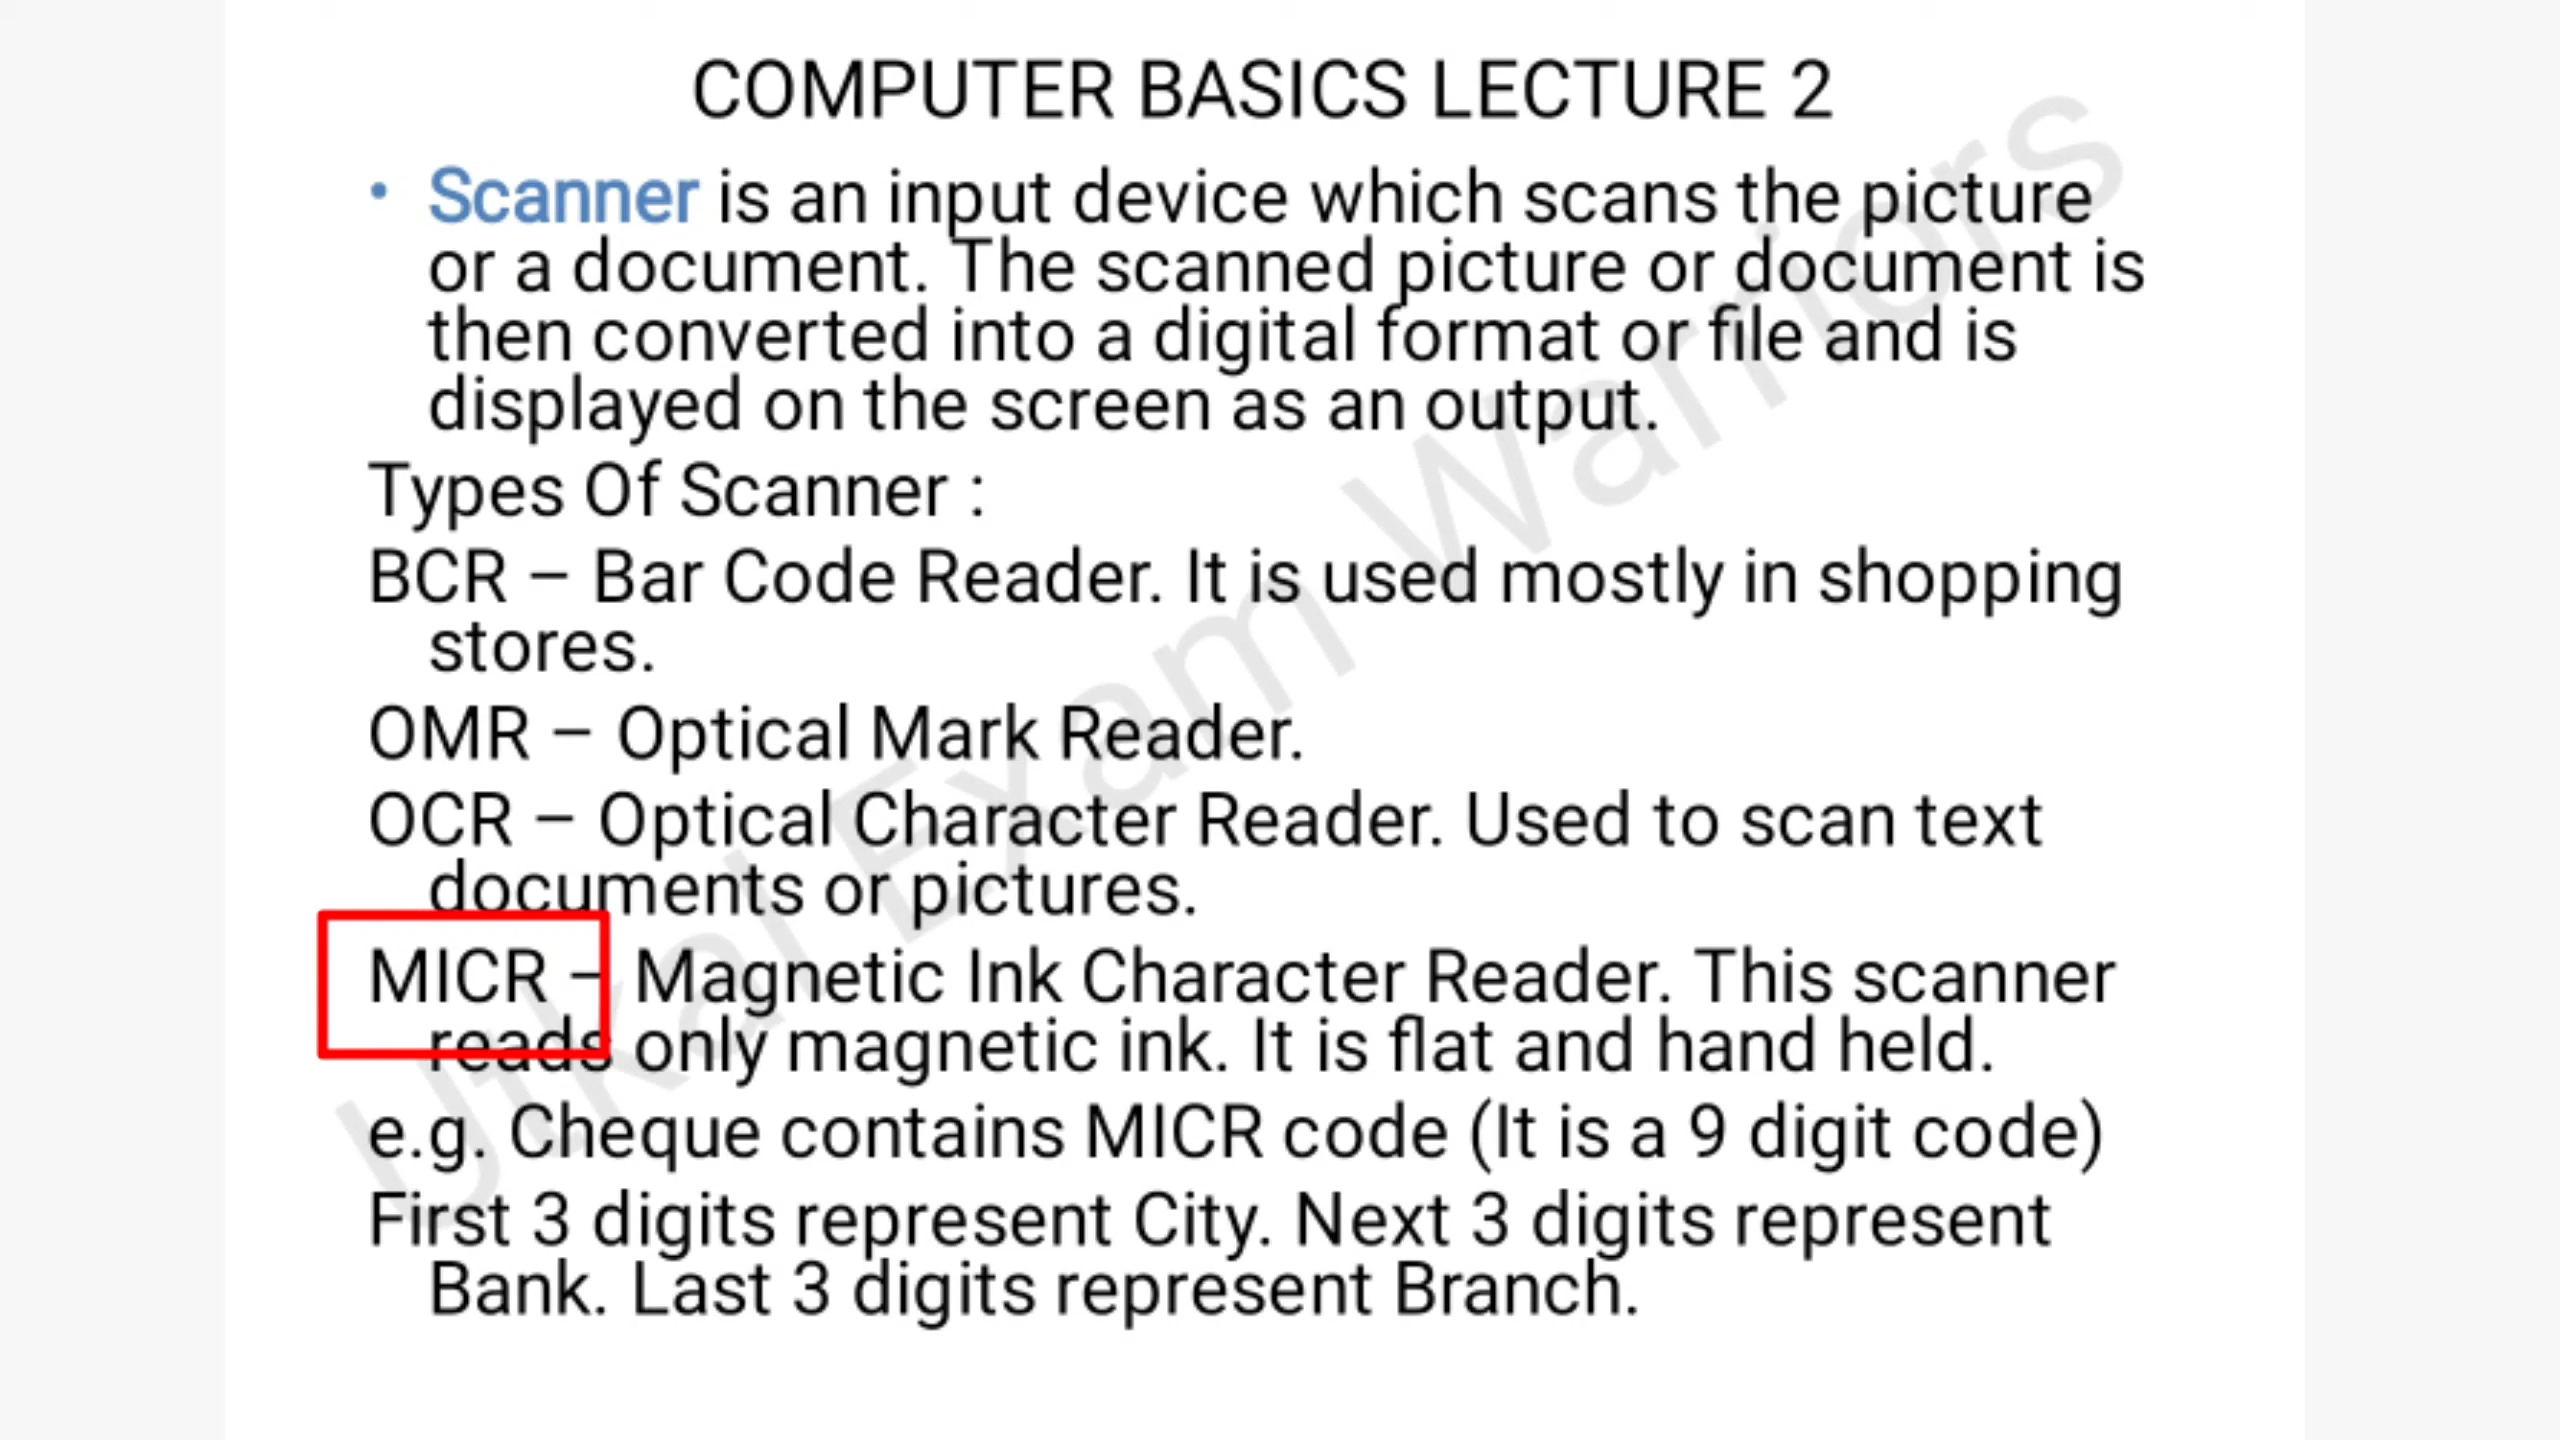 COMPUTER BASICS LECTURE 2
• Scanner is an input device which scans the picture
or a document. The scanned picture or document is
then converted into a digital format or file and is
displayed on the screen as an output.
Types Of Scanner :
BCR – Bar Code Reader. It is used mostly in shopping
stores.
OMR – Optical Mark Reader.
OCR – Optical Character Reader. Used to scan text
documents or pictures.
MICR – Magnetic Ink Character Reader. This scanner
reads only magnetic ink. It is flat and hand held.
e.g. Cheque contains MICR code (It is a 9 digit code)
First 3 digits represent City. Next 3 digits represent
Bank. Last 3 digits represent Branch.
Utkal Exam Warriors